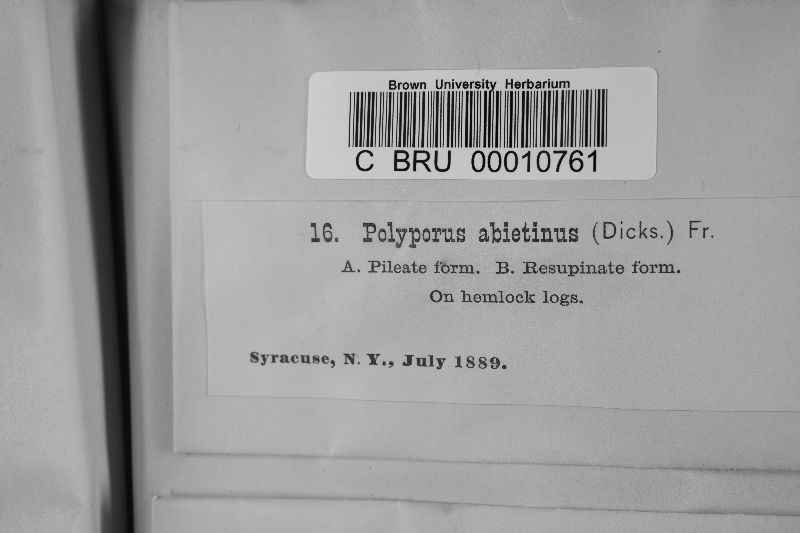 Brown University Herbarium
C BRU 00010761
16. Polyporus abietinus (Dicks.) Fr.
A. Pileate form. B. Resupinate form.
On hemlock logs.
Syracuse, N. Y., July 1889.